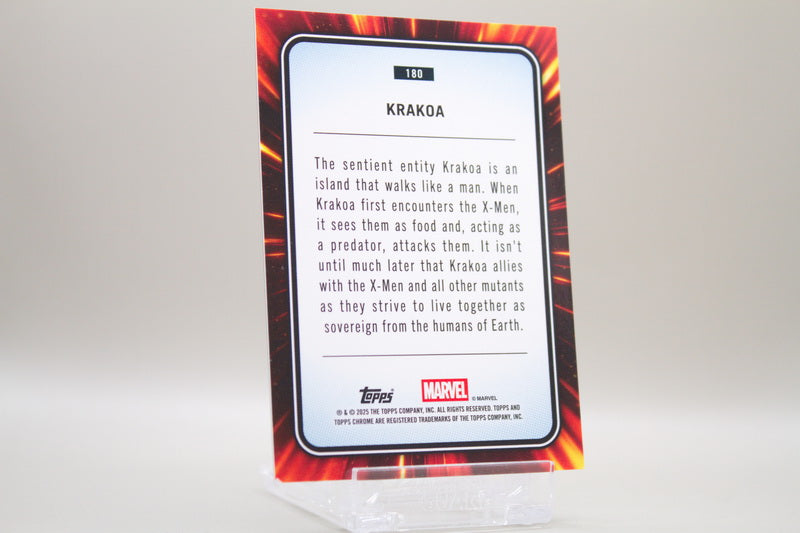 180
KRAKOA
The sentient entity Krakoa is an
island that walks like a man. When
Krakoa first encounters the X-Men,
it sees them as food and, acting as
a predator, attacks them. It isn't
until much later that Krakoa allies
with the X-Men and all other mutants
as they strive to live together as
sovereign from the humans of Earth.
Topps® MARVEL © MARVEL
® & © 2025 THE TOPPS COMPANY, INC. ALL RIGHTS RESERVED. TOPPS AND
TOPPS CHROME ARE REGISTERED TRADEMARKS OF THE TOPPS COMPANY, INC.